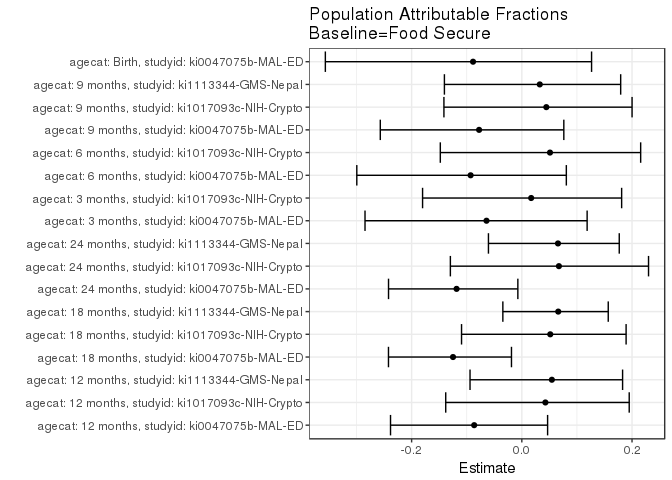 Population Attributable Fractions
Baseline=Food Secure
agecat: Birth, studyid: ki0047075b-MAL-ED
agecat: 9 months, studyid: ki1113344-GMS-Nepal
agecat: 9 months, studyid: ki1017093c-NIH-Crypto
agecat: 9 months, studyid: ki0047075b-MAL-ED
agecat: 6 months, studyid: ki1017093c-NIH-Crypto
agecat: 6 months, studyid: ki0047075b-MAL-ED
agecat: 3 months, studyid: ki1017093c-NIH-Crypto
agecat: 3 months, studyid: ki0047075b-MAL-ED
agecat: 24 months, studyid: ki1113344-GMS-Nepal
agecat: 24 months, studyid: ki1017093c-NIH-Crypto
agecat: 24 months, studyid: ki0047075b-MAL-ED
agecat: 18 months, studyid: ki1113344-GMS-Nepal
agecat: 18 months, studyid: ki1017093c-NIH-Crypto
agecat: 18 months, studyid: ki0047075b-MAL-ED
agecat: 12 months, studyid: ki1113344-GMS-Nepal
agecat: 12 months, studyid: ki1017093c-NIH-Crypto
agecat: 12 months, studyid: ki0047075b-MAL-ED
-0.2 0.0 0.2
Estimate